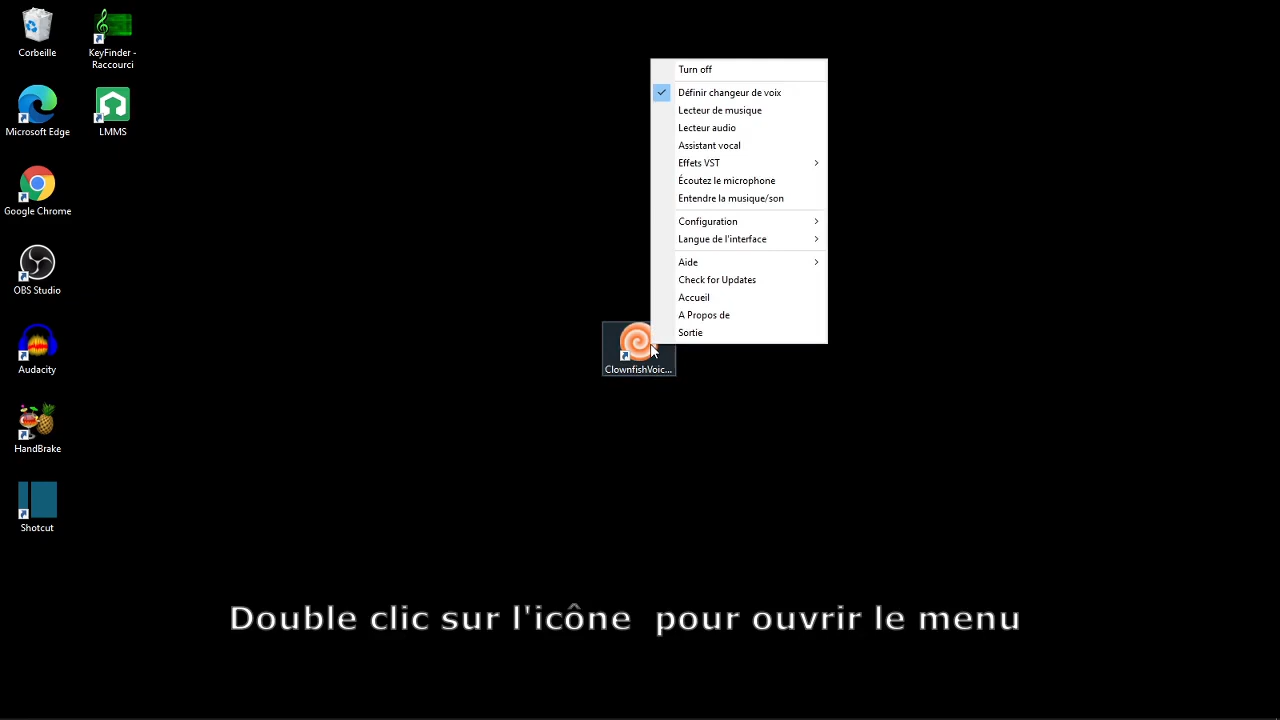 Corbeille
KeyFinder -
Raccourci
Microsoft Edge
LMMS
Google Chrome
OBS Studio
Audacity
HandBrake
Shotcut
Turn off
Définir changeur de voix
Lecteur de musique
Lecteur audio
Assistant vocal
Effets VST
Écoutez le microphone
Entendre la musique/son
Configuration
Langue de l'interface
Aide
Check for Updates
Accueil
A Propos de
Sortie
ClownfishVoic...
Double clic sur l'icône pour ouvrir le menu